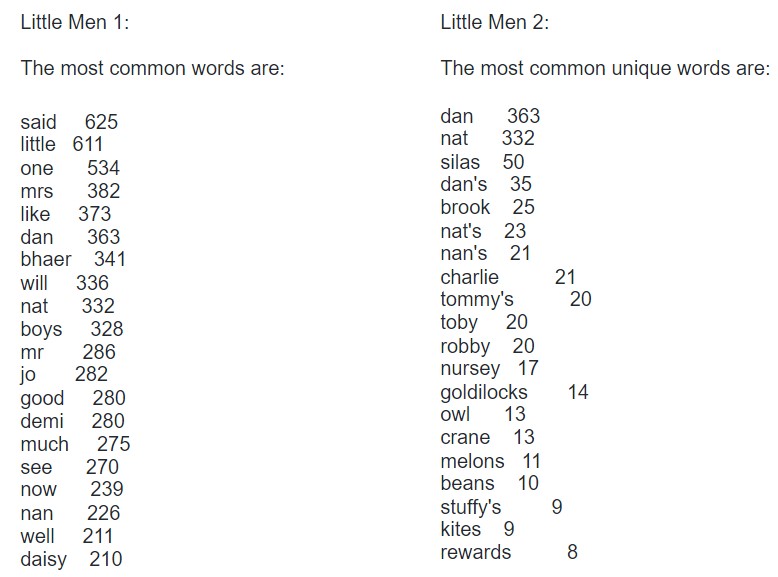 Little Men 1:
The most common words are:
said 625
little 611
one 534
mrs 382
like 373
dan 363
bhaer 341
will 336
nat 332
boys 328
mr 286
jo 282
good 280
demi 280
much 275
see 270
now 239
nan 226
well 211
daisy 210
Little Men 2:
The most common unique words are:
dan 363
nat 332
silas 50
dan's 35
brook 25
nat's 23
nan's 21
charlie 21
tommy's 20
toby 20
robby 20
nursey 17
goldilocks 14
owl 13
crane 13
melons 11
beans 10
stuffy's 9
kites 9
rewards 8